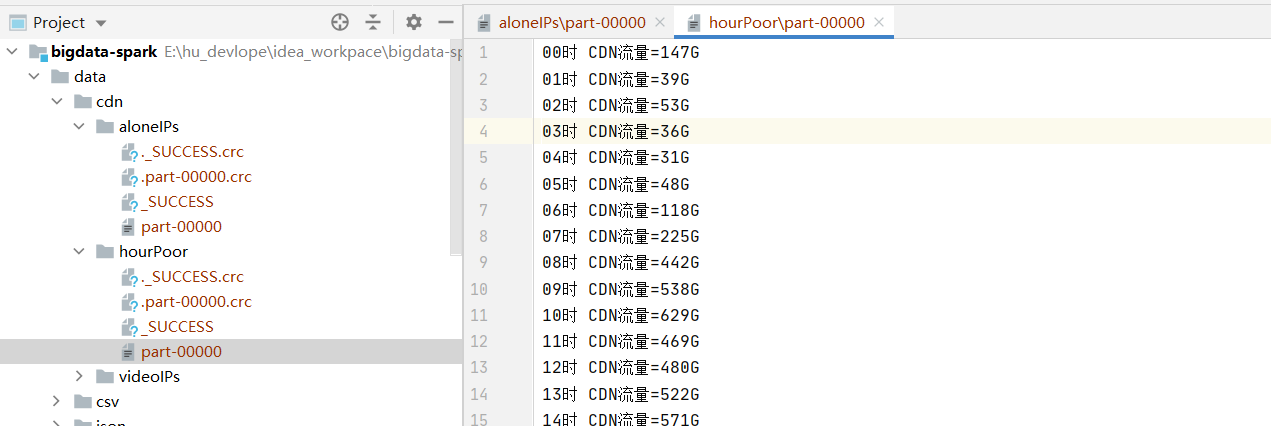 Project
bigdata-spark E:\hu_devlope\idea_workpace\bigdata-sp
data
cdn
aloneIPs
._SUCCESS.crc
.part-00000.crc
_SUCCESS
part-00000
hourPoor
._SUCCESS.crc
.part-00000.crc
_SUCCESS
part-00000
videoIPs
csv
json
aloneIPs\part-00000
hourPoor\part-00000
1 00时 CDN流量=147G
2 01时 CDN流量=39G
3 02时 CDN流量=53G
4 03时 CDN流量=36G
5 04时 CDN流量=31G
6 05时 CDN流量=48G
7 06时 CDN流量=118G
8 07时 CDN流量=225G
9 08时 CDN流量=442G
10 09时 CDN流量=538G
11 10时 CDN流量=629G
12 11时 CDN流量=469G
13 12时 CDN流量=480G
14 13时 CDN流量=522G
15 14时 CDN流量=571G